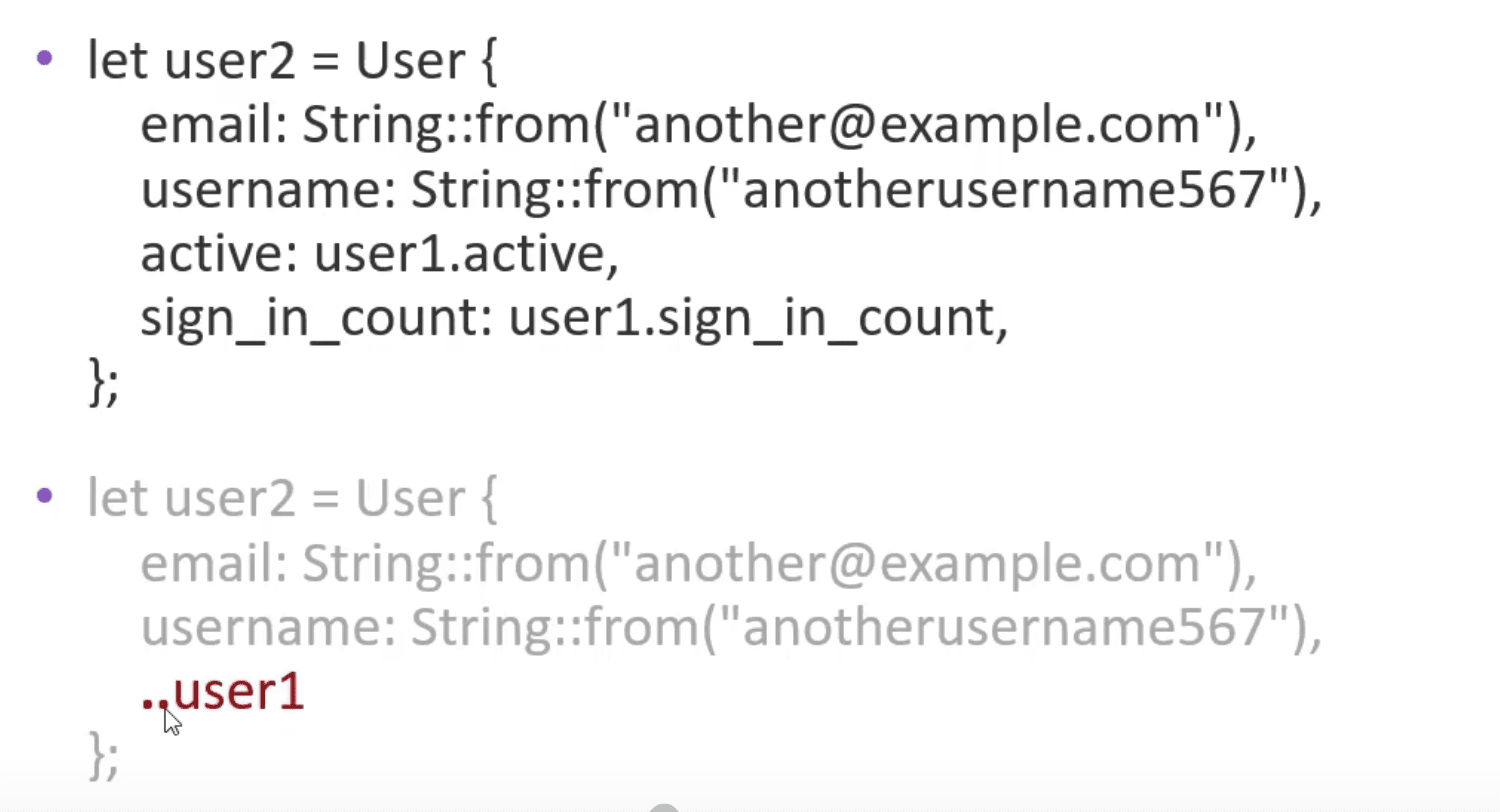 • let user2 = User {
email: String::from("another@example.com"),
username: String::from("anotherusername567"),
active: user1.active,
sign_in_count: user1.sign_in_count,
};
• let user2 = User {
email: String::from("another@example.com"),
username: String::from("anotherusername567"),
..user1
};